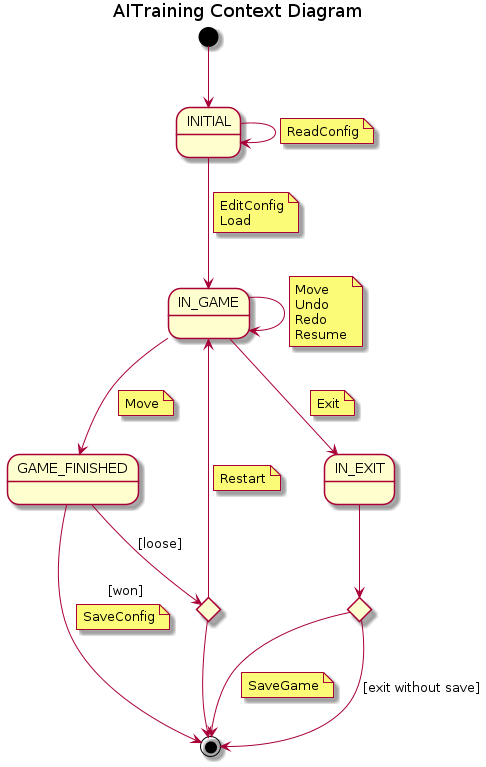 AITraining Context Diagram
INITIAL
ReadConfig
EditConfig
Load
IN_GAME
Move
Undo
Redo
Resume
Move
Exit
GAME_FINISHED
Restart
IN_EXIT
[loose]
[won]
SaveConfig
SaveGame
[exit without save]